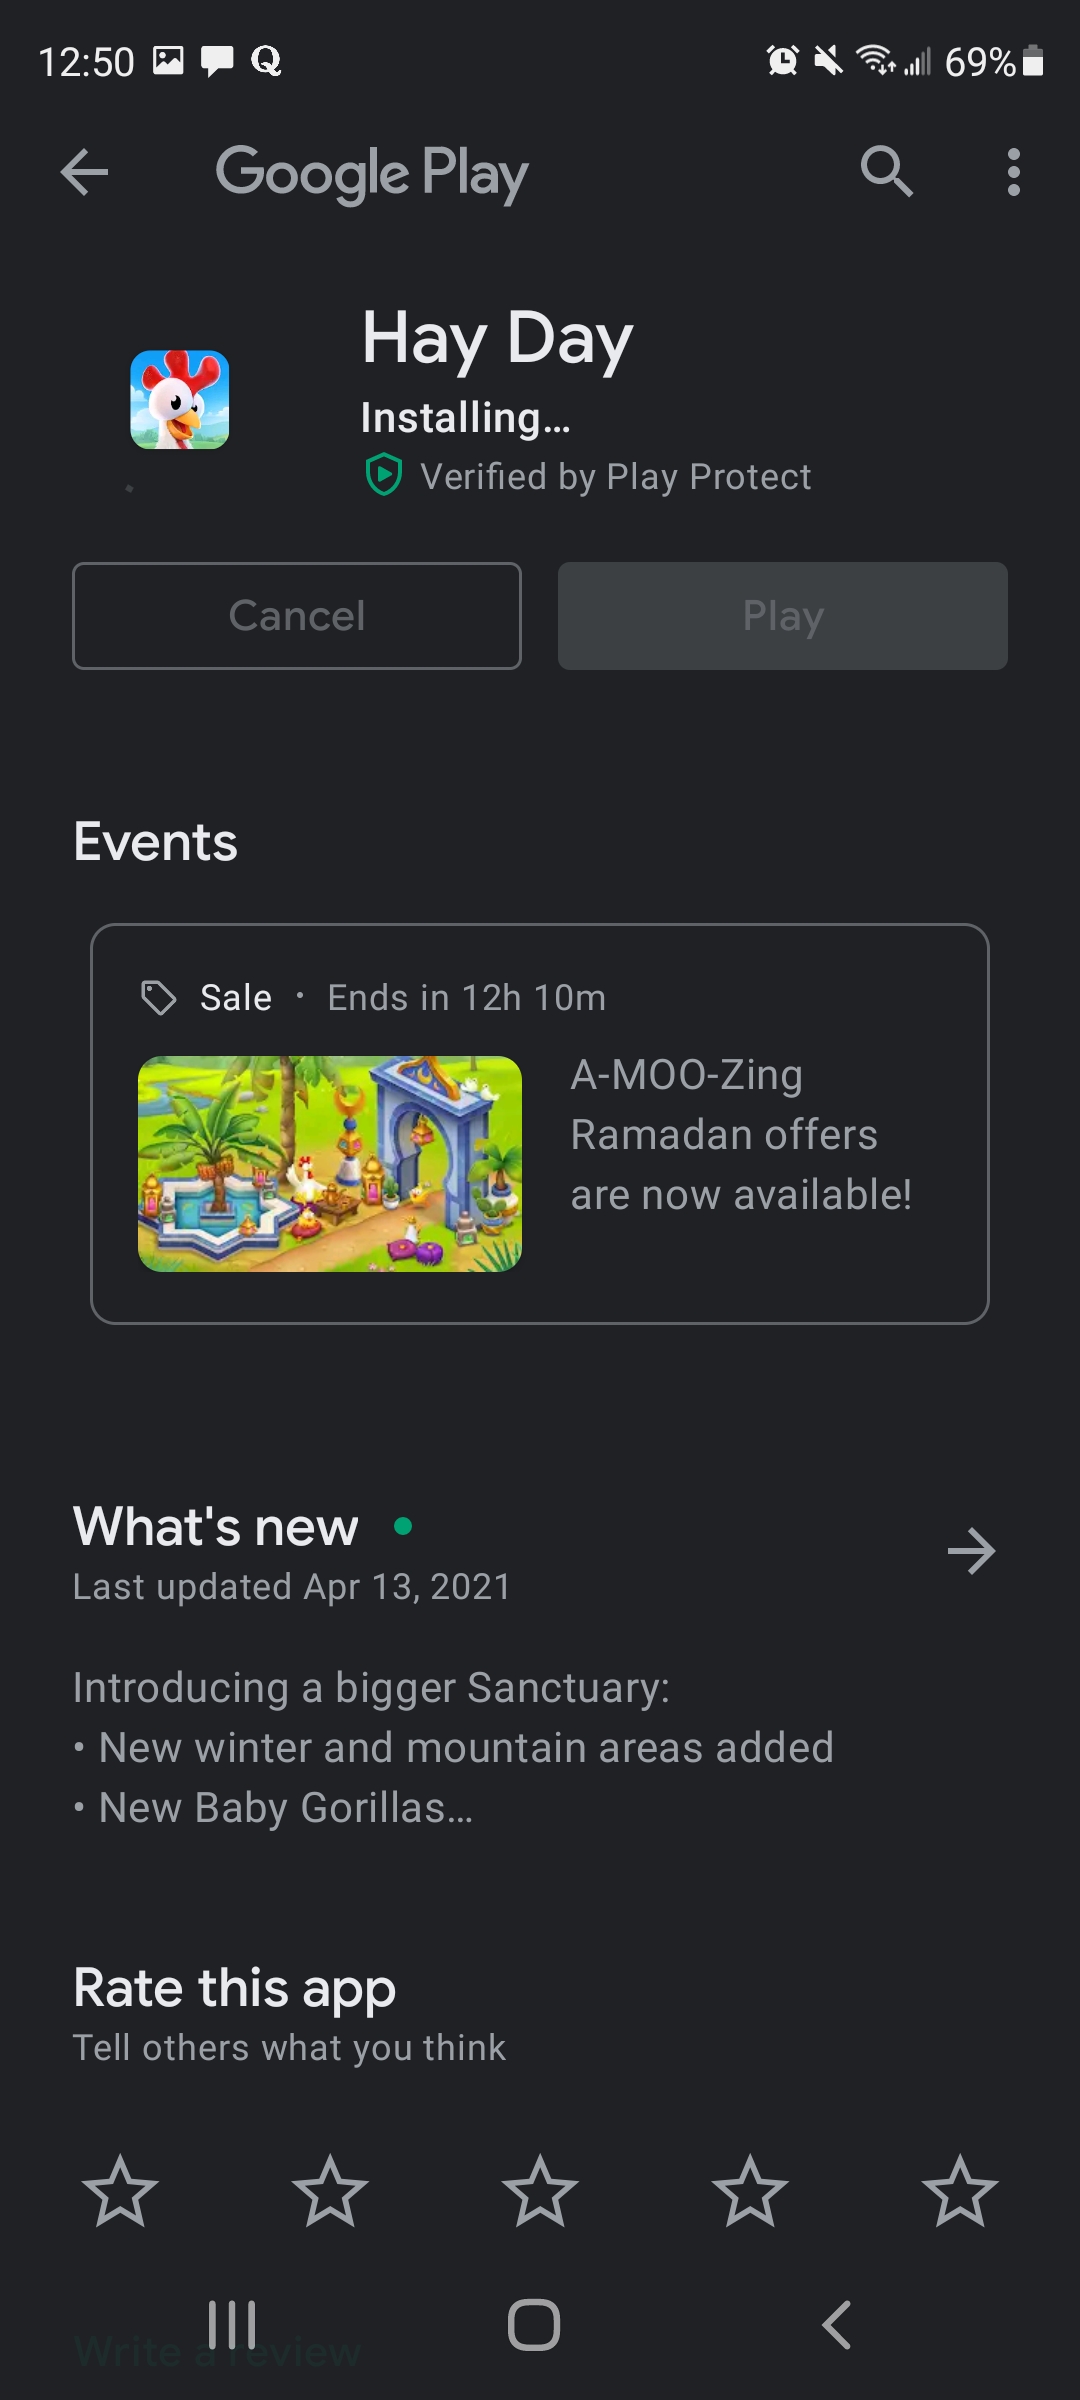 12:50 Q 69%
Google Play
Hay Day
Installing...
Verified by Play Protect
Cancel
Play
Events
Sale • Ends in 12h 10m
A-MOO-Zing
Ramadan offers
are now available!
What's new
Last updated Apr 13, 2021
Introducing a bigger Sanctuary:
• New winter and mountain areas added
• New Baby Gorillas...
Rate this app
Tell others what you think
Write a review